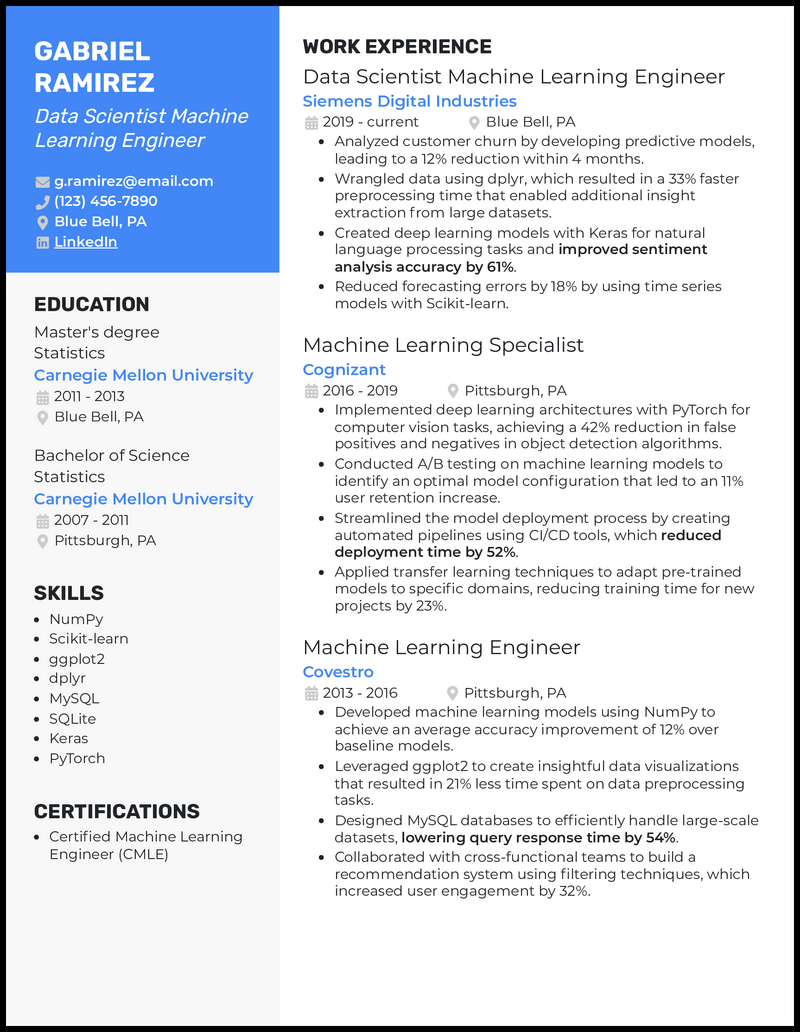 GABRIEL
RAMIREZ
Data Scientist Machine
Learning Engineer
g.ramirez@email.com
(123) 456-7890
Blue Bell, PA
LinkedIn
EDUCATION
Master's degree
Statistics
Carnegie Mellon University
2011 - 2013
Blue Bell, PA
Bachelor of Science
Statistics
Carnegie Mellon University
2007 - 2011
Pittsburgh, PA
SKILLS
• NumPy
• Scikit-learn
• ggplot2
• dplyr
• MySQL
• SQLite
• Keras
• PyTorch
CERTIFICATIONS
• Certified Machine Learning
Engineer (CMLE)
WORK EXPERIENCE
Data Scientist Machine Learning Engineer
Siemens Digital Industries
2019 - current Blue Bell, PA
• Analyzed customer churn by developing predictive models,
leading to a 12% reduction within 4 months.
• Wrangled data using dplyr, which resulted in a 33% faster
preprocessing time that enabled additional insight
extraction from large datasets.
• Created deep learning models with Keras for natural
language processing tasks and improved sentiment
analysis accuracy by 61%.
• Reduced forecasting errors by 18% by using time series
models with Scikit-learn.
Machine Learning Specialist
Cognizant
2016 - 2019 Pittsburgh, PA
• Implemented deep learning architectures with PyTorch for
computer vision tasks, achieving a 42% reduction in false
positives and negatives in object detection algorithms.
• Conducted A/B testing on machine learning models to
identify an optimal model configuration that led to an 11%
user retention increase.
• Streamlined the model deployment process by creating
automated pipelines using CI/CD tools, which reduced
deployment time by 52%.
• Applied transfer learning techniques to adapt pre-trained
models to specific domains, reducing training time for new
projects by 23%.
Machine Learning Engineer
Covestro
2013 - 2016 Pittsburgh, PA
• Developed machine learning models using NumPy to
achieve an average accuracy improvement of 12% over
baseline models.
• Leveraged ggplot2 to create insightful data visualizations
that resulted in 21% less time spent on data preprocessing
tasks.
• Designed MySQL databases to efficiently handle large-scale
datasets, lowering query response time by 54%.
• Collaborated with cross-functional teams to build a
recommendation system using filtering techniques, which
increased user engagement by 32%.